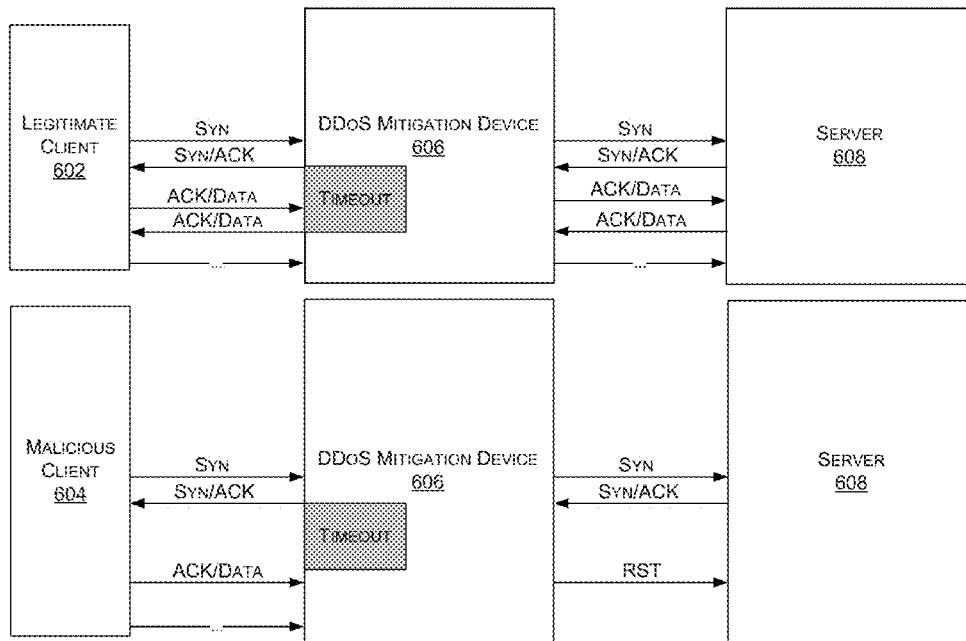 LEGITIMATE
CLIENT
602
SYN
SYN/ACK
ACK/DATA
ACK/DATA
...
DDOS MITIGATION DEVICE
606
TIMEOUT
SYN
SYN/ACK
ACK/DATA
ACK/DATA
...
SERVER
608
MALICIOUS
CLIENT
604
SYN
SYN/ACK
ACK/DATA
...
DDOS MITIGATION DEVICE
606
TIMEOUT
SYN
SYN/ACK
RST
SERVER
608